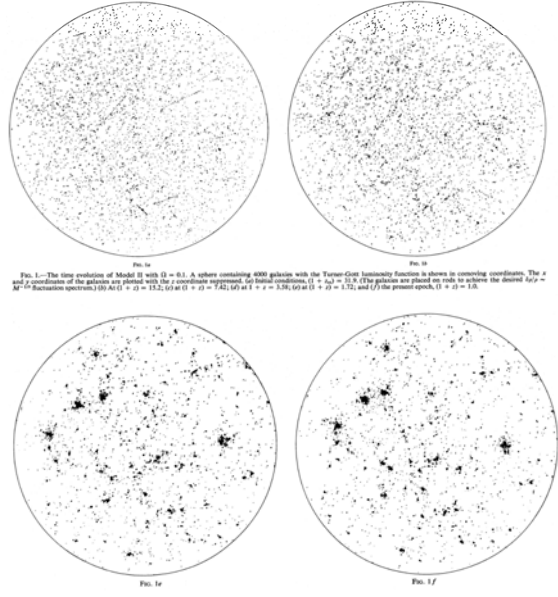 FIG. 1a
FIG. 1b
FIG. 1.—The time evolution of Model II with Ω = 0.1. A sphere containing 4000 galaxies with the Turner-Gott luminosity function is shown in comoving coordinates. The x
and y coordinates of the galaxies are plotted with the z coordinate suppressed. (a) Initial conditions, (1 + z₀) = 31.9. (The galaxies are placed on rods to achieve the desired δρ/ρ ~
fluctuation spectrum.) (b) At (1 + z) = 15.2; (c) at (1 + z) = 7.42; (d) at 1 + z = 3.58; (e) at (1 + z) = 1.72; and (f) the present epoch, (1 + z) = 1.0.
FIG. 1e
FIG. 1f